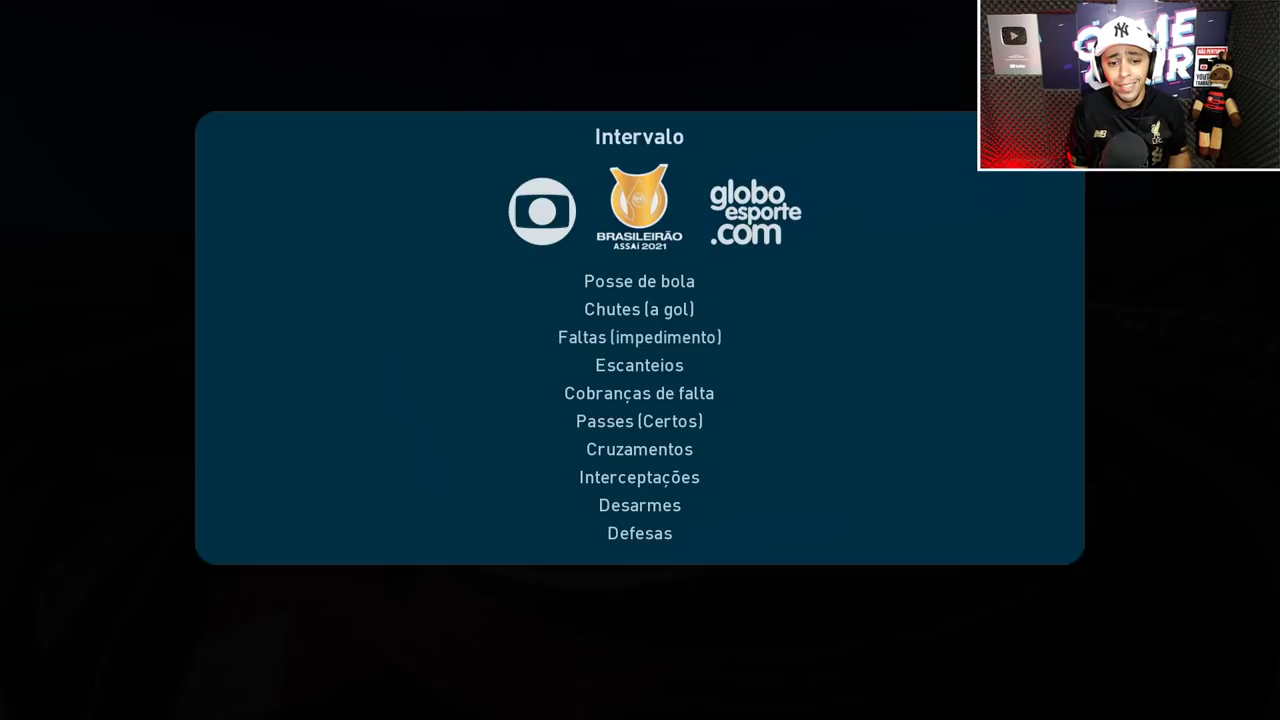 Intervalo
BRASILEIRÃO
ASSAÍ 2021
globo
esporte
.com
Posse de bola
Chutes (a gol)
Faltas (impedimento)
Escanteios
Cobranças de falta
Passes (Certos)
Cruzamentos
Interceptações
Desarmes
Defesas